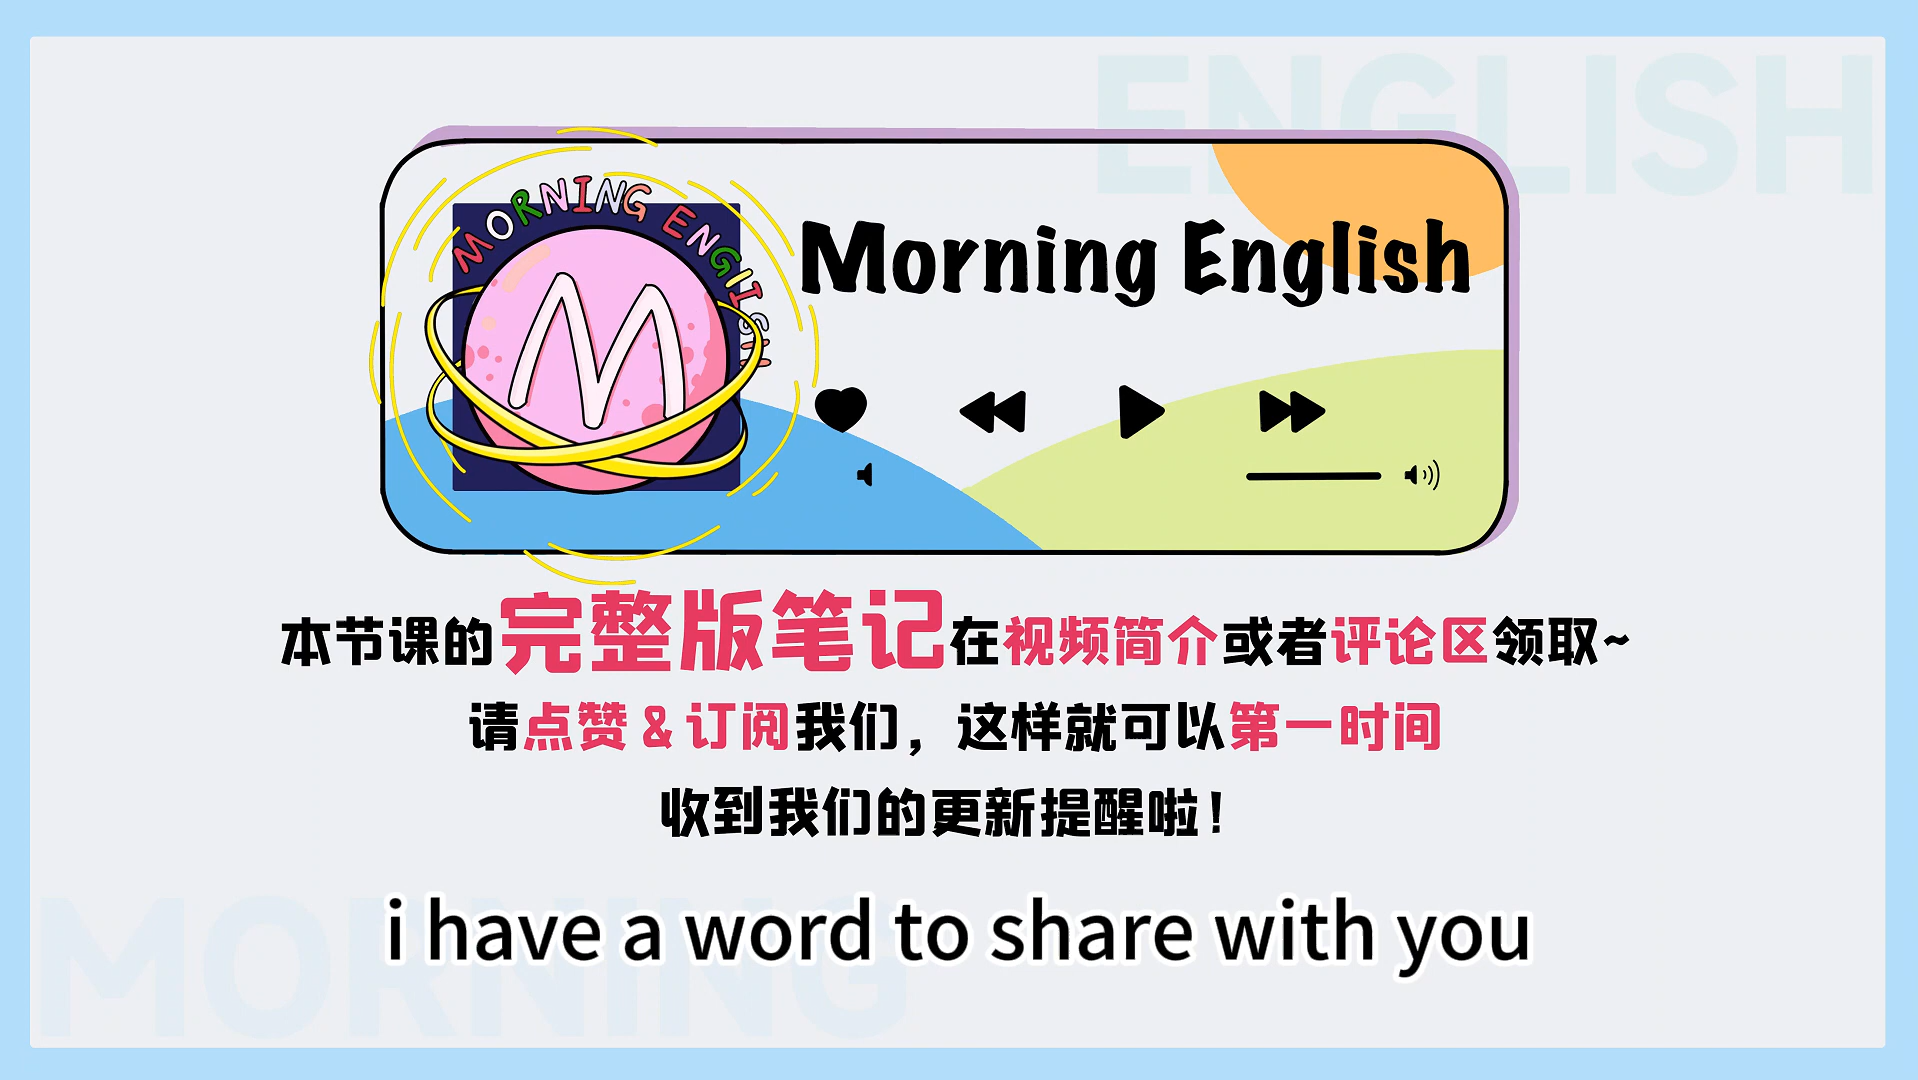 ENGLISH
MORNING ENGLISH
M
Morning English
本节课的完整版笔记在视频简介或者评论区领取~
请点赞&订阅我们，这样就可以第一时间
收到我们的更新提醒啦！
MORNING
i have a word to share with you